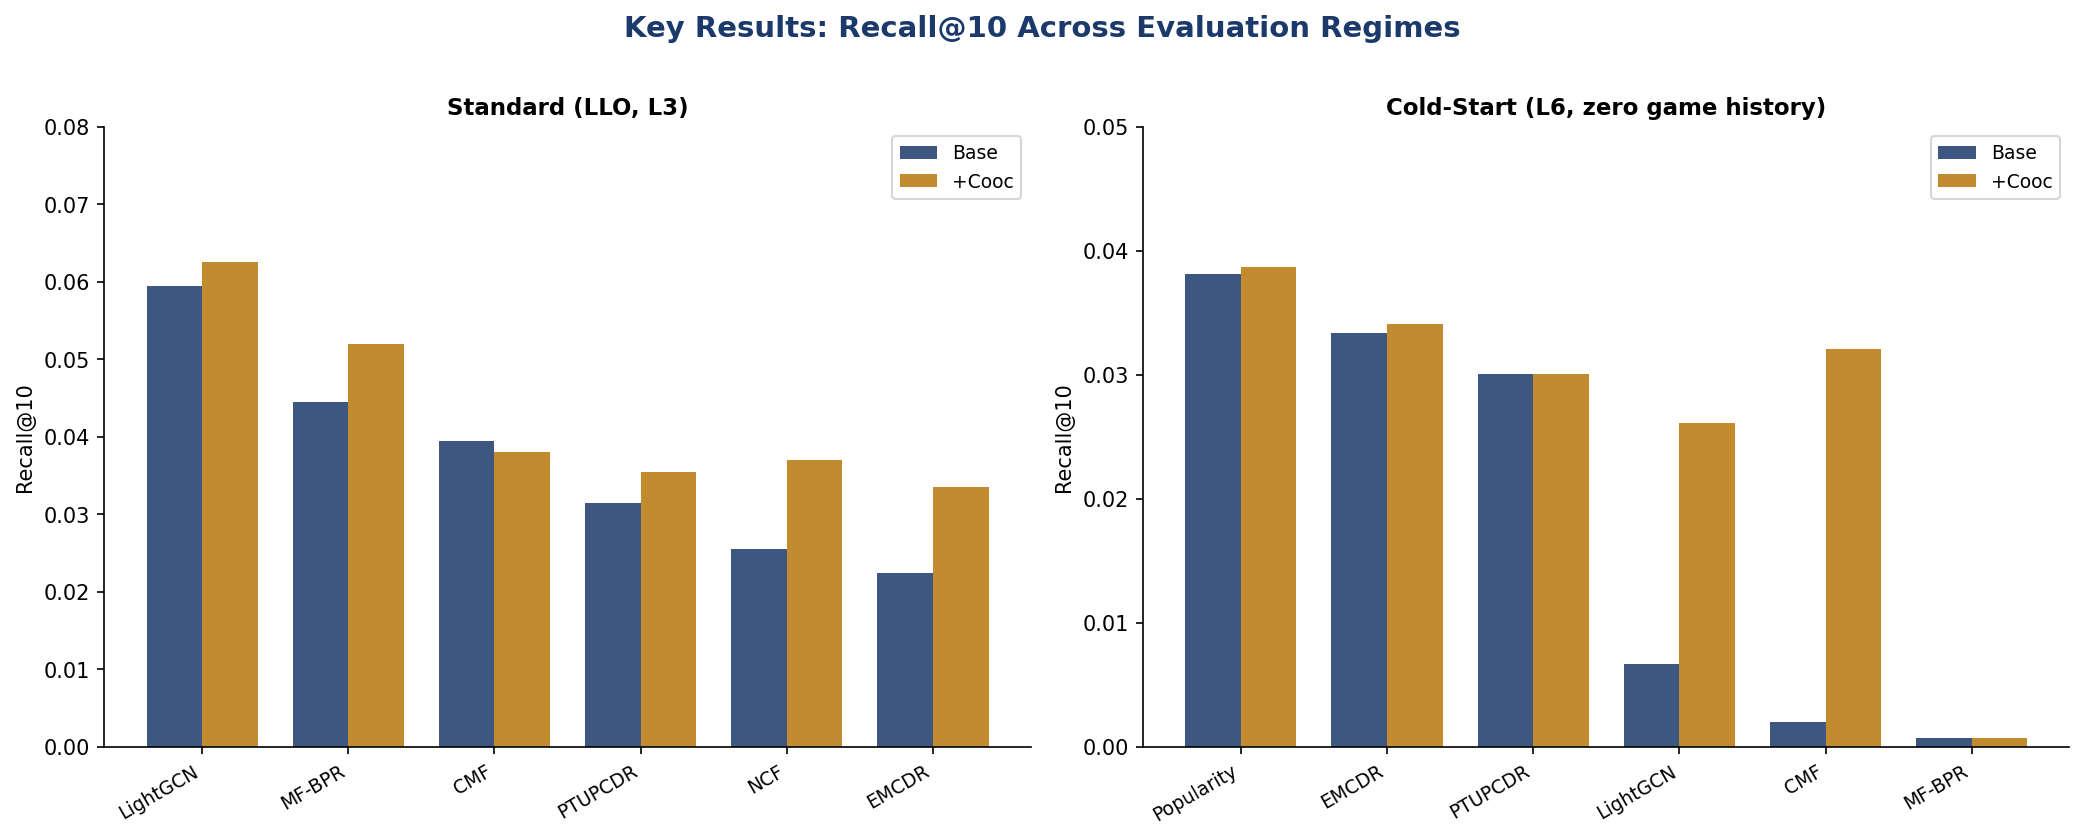 Key Results: Recall@10 Across Evaluation Regimes
Standard (LLO, L3)
0.08
0.07
0.06
0.05
0.04
0.03
0.02
0.01
0.00
Recall@10
Base
+Cooc
LightGCN
MF-BPR
CMF
PTUPCDR
NCF
EMCDR
Cold-Start (L6, zero game history)
0.05
0.04
0.03
0.02
0.01
0.00
Recall@10
Base
+Cooc
Popularity
EMCDR
PTUPCDR
LightGCN
CMF
MF-BPR